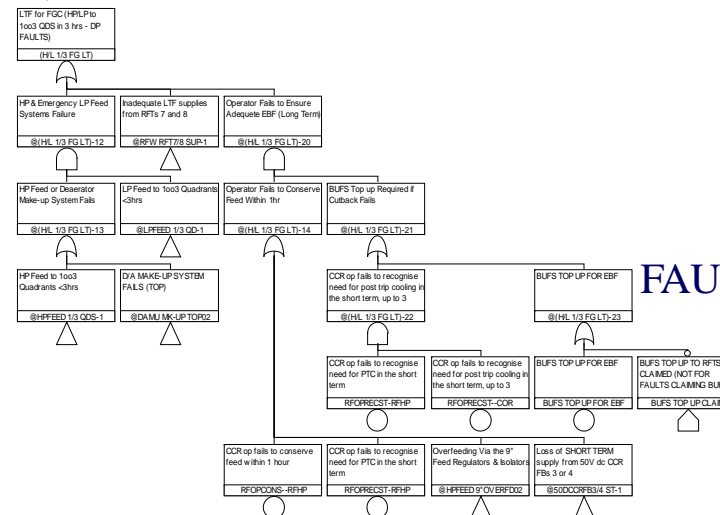 LTF for FGC (HP/LP to
1oo3 QDS in 3 hrs - DP
FAULTS)
(H/L 1/3 FG LT)
HP & Emergency LP Feed
Systems Failure
@(H/L 1/3 FG LT)-12
Inadequate LTF supplies
from RFTs 7 and 8
@RFW RFT7/8 SUP-1
Operator Fails to Ensure
Adequete EBF (Long Term)
@(H/L 1/3 FG LT)-20
HP Feed or Deaerator
Make-up System Fails
@(H/L 1/3 FG LT)-13
LP Feed to 1oo3 Quadrants
<3hrs
@LPFEED 1/3 QD-1
Operator Fails to Conserve
Feed Within 1hr
@(H/L 1/3 FG LT)-14
BUFS Top up Required if
Cutback Fails
@(H/L 1/3 FG LT)-21
HP Feed to 1oo3
Quadrants <3hrs
@HPFEED 1/3 QDS-1
D/A MAKE-UP SYSTEM
FAILS (TOP)
@DAMU MK-UP TOP02
CCR op fails to recognise
need for post trip cooling in
the short term, up to 3
@(H/L 1/3 FG LT)-22
BUFS TOP UP FOR EBF
@(H/L 1/3 FG LT)-23
FAU
CCR op fails to recognise
need for PTC in the short
term
RFOPRECST-RFHP
CCR op fails to recognise
need for post trip cooling in
the short term, up to 3
RFOPRECST--COR
BUFS TOP UP FOR EBF
BUFS TOP UP FOR EBF
BUFS TOP UP TO RFTS
CLAIMED (NOT FOR
FAULTS CLAIMING BU
BUFS TOP UP CLAI
CCR op fails to conserve
feed within 1 hour
RFOPCONS--RFHP
CCR op fails to recognise
need for PTC in the short
term
RFOPRECST-RFHP
Overfeeding Via the 9"
Feed Regulators & Isolators
@HPFEED 9"OVERFD02
Loss of SHORT TERM
supply from 50V dc CCR
FBs 3 or 4
@50DCCRFB3/4 ST-1